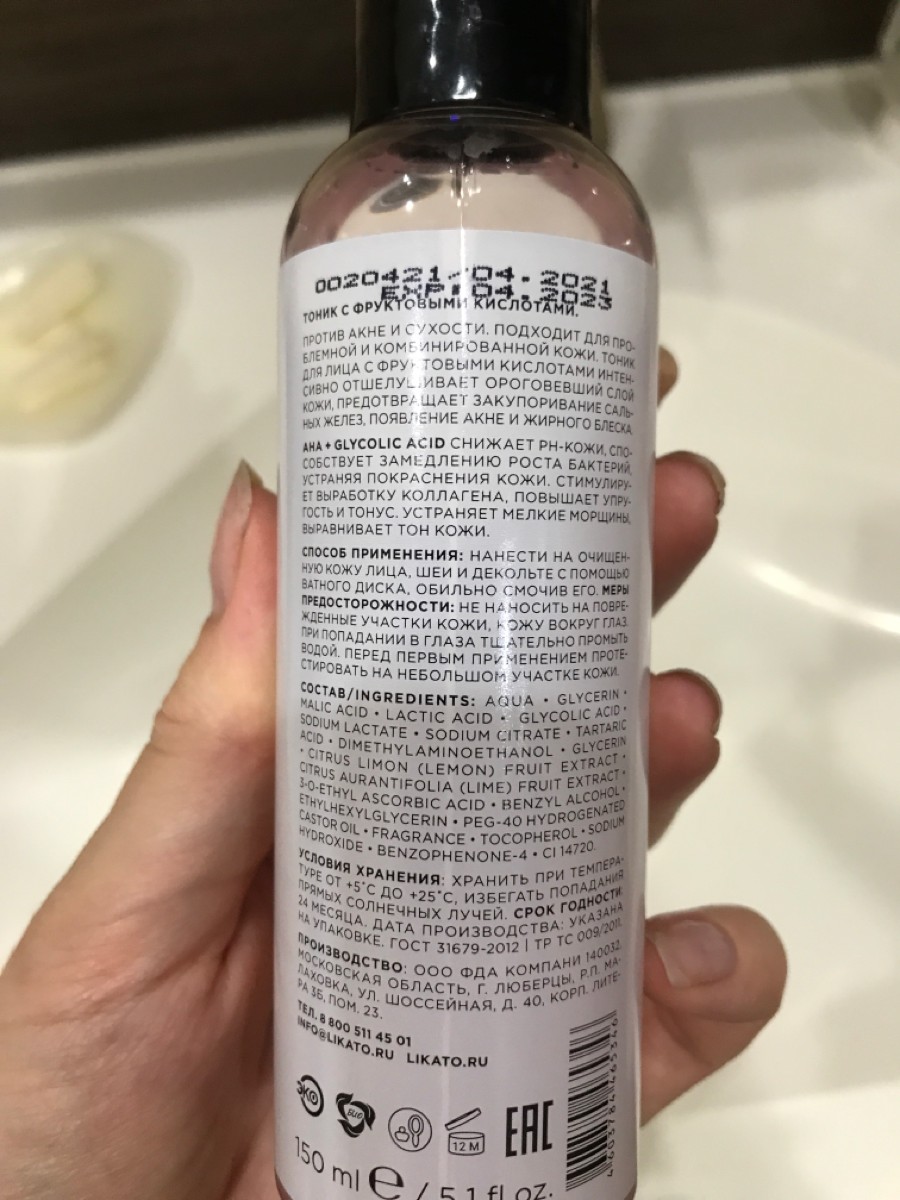 0020421-04.2021
EXP: 04.2023
ТОНИК С ФРУКТОВЫМИ КИСЛОТАМИ.
ПРОТИВ АКНЕ И СУХОСТИ. ПОДХОДИТ ДЛЯ ПРО-
БЛЕМНОЙ И КОМБИНИРОВАННОЙ КОЖИ. ТОНИК
ДЛЯ ЛИЦА С ФРУКТОВЫМИ КИСЛОТАМИ ИНТЕН-
СИВНО ОТШЕЛУШИВАЕТ ОРОГОВЕВШИЙ СЛОЙ
КОЖИ, ПРЕДОТВРАЩАЕТ ЗАКУПОРИВАНИЕ САЛЬ-
НЫХ ЖЕЛЕЗ, ПОЯВЛЕНИЕ АКНЕ И ЖИРНОГО БЛЕСКА.
AHA + GLYCOLIC ACID СНИЖАЕТ PH-КОЖИ, СПО-
СОБСТВУЕТ ЗАМЕДЛЕНИЮ РОСТА БАКТЕРИЙ,
УСТРАНЯЯ ПОКРАСНЕНИЯ КОЖИ. СТИМУЛИРУ-
ЕТ ВЫРАБОТКУ КОЛЛАГЕНА, ПОВЫШАЕТ УПРУ-
ГОСТЬ И ТОНУС. УСТРАНЯЕТ МЕЛКИЕ МОРЩИНЫ,
ВЫРАВНИВАЕТ ТОН КОЖИ.
СПОСОБ ПРИМЕНЕНИЯ: НАНЕСТИ НА ОЧИЩЕН-
НУЮ КОЖУ ЛИЦА, ШЕИ И ДЕКОЛЬТЕ С ПОМОЩЬЮ
ВАТНОГО ДИСКА, ОБИЛЬНО СМОЧИВ ЕГО. МЕРЫ
ПРЕДОСТОРОЖНОСТИ: НЕ НАНОСИТЬ НА ПОВРЕ-
ЖДЕННЫЕ УЧАСТКИ КОЖИ, КОЖУ ВОКРУГ ГЛАЗ.
ПРИ ПОПАДАНИИ В ГЛАЗА ТЩАТЕЛЬНО ПРОМЫТЬ
ВОДОЙ. ПЕРЕД ПЕРВЫМ ПРИМЕНЕНИЕМ ПРОТЕ-
СТИРОВАТЬ НА НЕБОЛЬШОМ УЧАСТКЕ КОЖИ.
СОСТАВ/INGREDIENTS: AQUA • GLYCERIN •
MALIC ACID • LACTIC ACID • GLYCOLIC ACID •
SODIUM LACTATE • SODIUM CITRATE • TARTARIC
ACID • DIMETHYLAMINOETHANOL • GLYCERIN
• CITRUS LIMON (LEMON) FRUIT EXTRACT •
CITRUS AURANTIFOLIA (LIME) FRUIT EXTRACT •
3-O-ETHYL ASCORBIC ACID • BENZYL ALCOHOL •
ETHYLHEXYLGLYCERIN • PEG-40 HYDROGENATED
CASTOR OIL • FRAGRANCE • TOCOPHEROL • SODIUM
HYDROXIDE • BENZOPHENONE-4 • CI 14720.
УСЛОВИЯ ХРАНЕНИЯ: ХРАНИТЬ ПРИ ТЕМПЕРА-
ТУРЕ ОТ +5°С ДО +25°С, ИЗБЕГАТЬ ПОПАДАНИЯ
ПРЯМЫХ СОЛНЕЧНЫХ ЛУЧЕЙ. СРОК ГОДНОСТИ:
24 МЕСЯЦА. ДАТА ПРОИЗВОДСТВА: УКАЗАНА
НА УПАКОВКЕ. ГОСТ 31679-2012 | ТР ТС 009/2011.
ПРОИЗВОДСТВО: ООО ФДА КОМПАНИ 140032,
МОСКОВСКАЯ ОБЛАСТЬ, Г. ЛЮБЕРЦЫ, Р.П. МА-
ЛАХОВКА, УЛ. ШОССЕЙНАЯ, Д. 40, КОРП. ЛИТЕ-
РА 3Б, ПОМ. 23.
ТЕЛ. 8 800 511 45 01
INFO@LIKATO.RU LIKATO.RU
ЭКО БИО 12 M EAC
4603784465346
150 ml e / 5.1 fl oz.